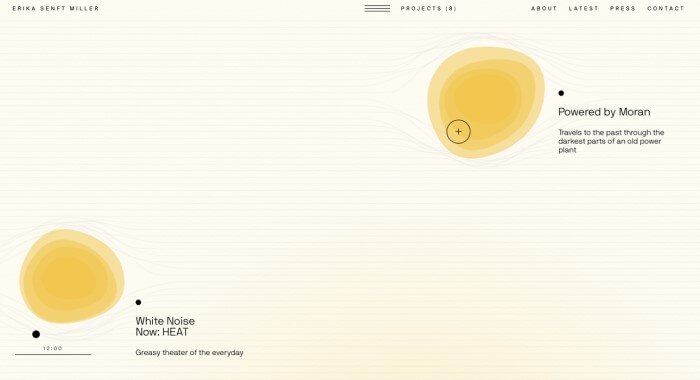 ERIKA SENFT MILLER
PROJECTS (8)
ABOUT LATEST PRESS CONTACT
Powered by Moran
Travels to the past through the
darkest parts of an old power
plant
White Noise
Now: HEAT
12:00
Greasy theater of the everyday